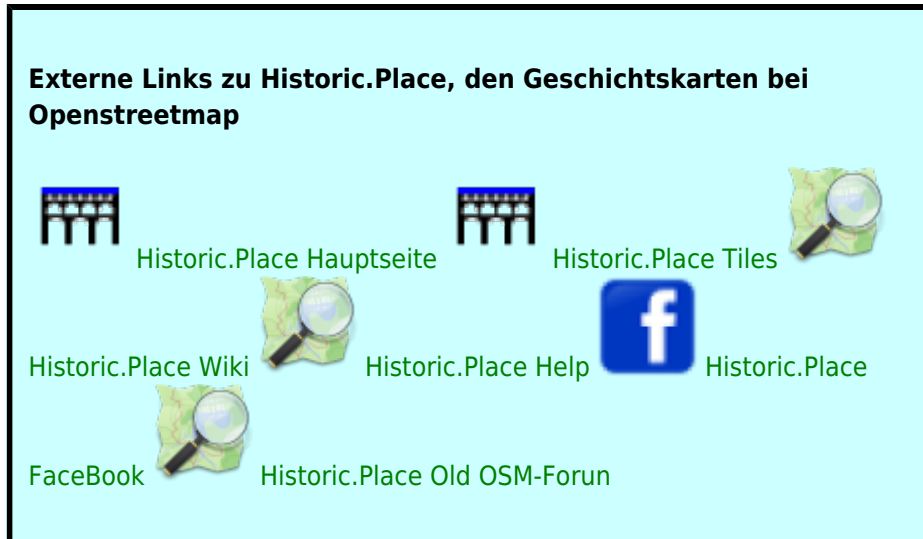 Externe Links zu Historic.Place, den Geschichtskarten bei
Openstreetmap
Historic.Place Hauptseite Historic.Place Tiles
Historic.Place Wiki Historic.Place Help Historic.Place
FaceBook Historic.Place Old OSM-Forun